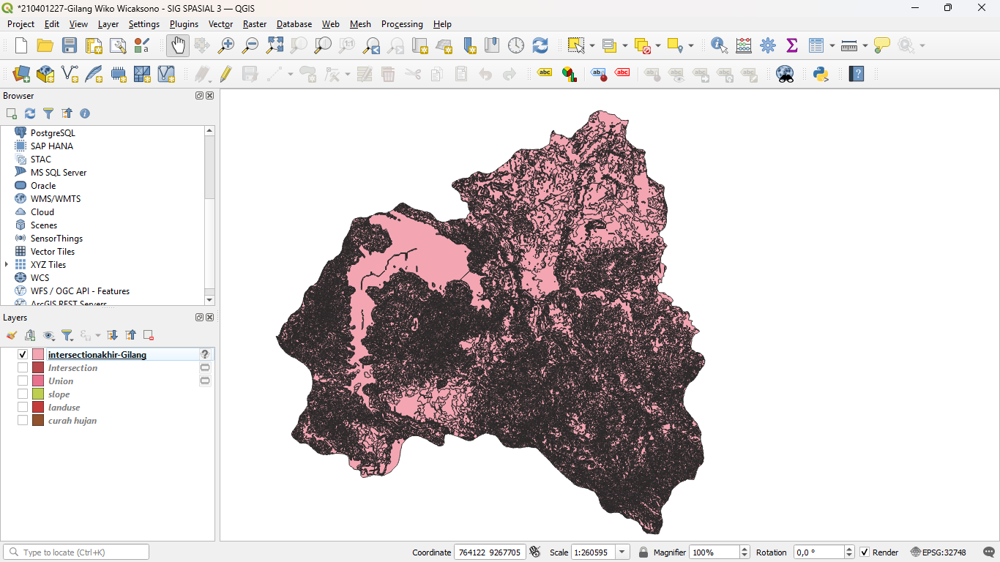 *210401227-Gilang Wiko Wicaksono - SIG SPASIAL 3 — QGIS
Project Edit View Layer Settings Plugins Vector Raster Database Web Mesh Processing Help
Browser
PostgreSQL
SAP HANA
STAC
MS SQL Server
Oracle
WMS/WMTS
Cloud
Scenes
SensorThings
Vector Tiles
XYZ Tiles
WCS
WFS / OGC API - Features
ArcGIS REST Servers
Layers
intersectionakhir-Gilang
Intersection
Union
slope
landuse
curah hujan
Type to locate (Ctrl+K) Coordinate 764122 9267705 Scale 1:260595 Magnifier 100% Rotation 0,0 ° Render EPSG:32748